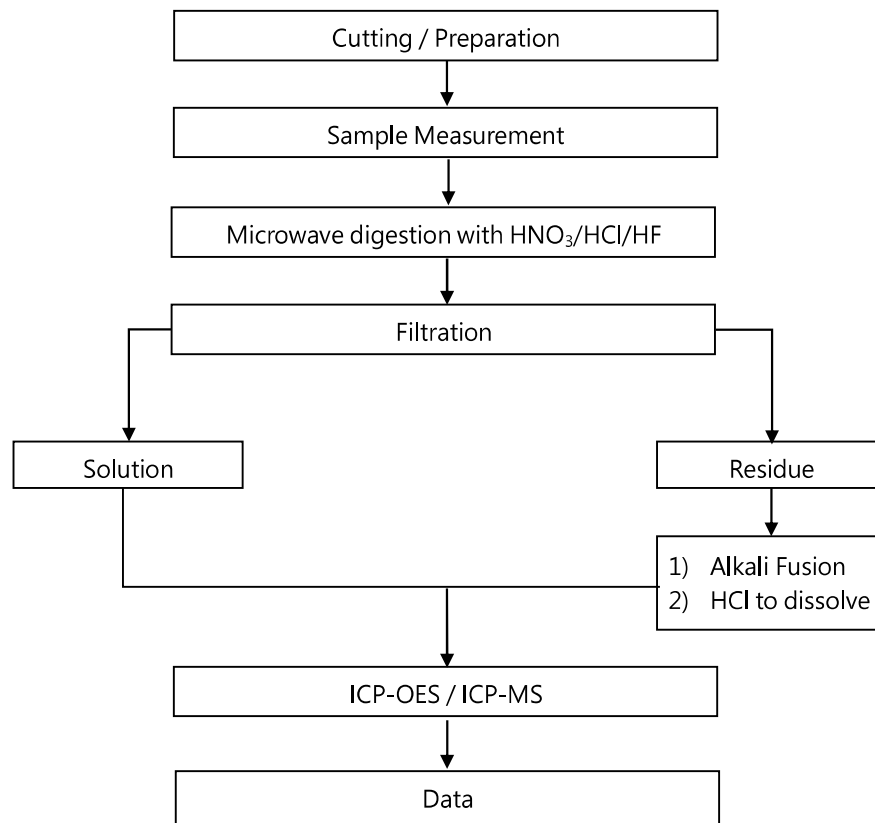 Cutting / Preparation
Sample Measurement
Microwave digestion with HNO₃/HCl/HF
Filtration
Solution
Residue
1) Alkali Fusion
2) HCl to dissolve
ICP-OES / ICP-MS
Data